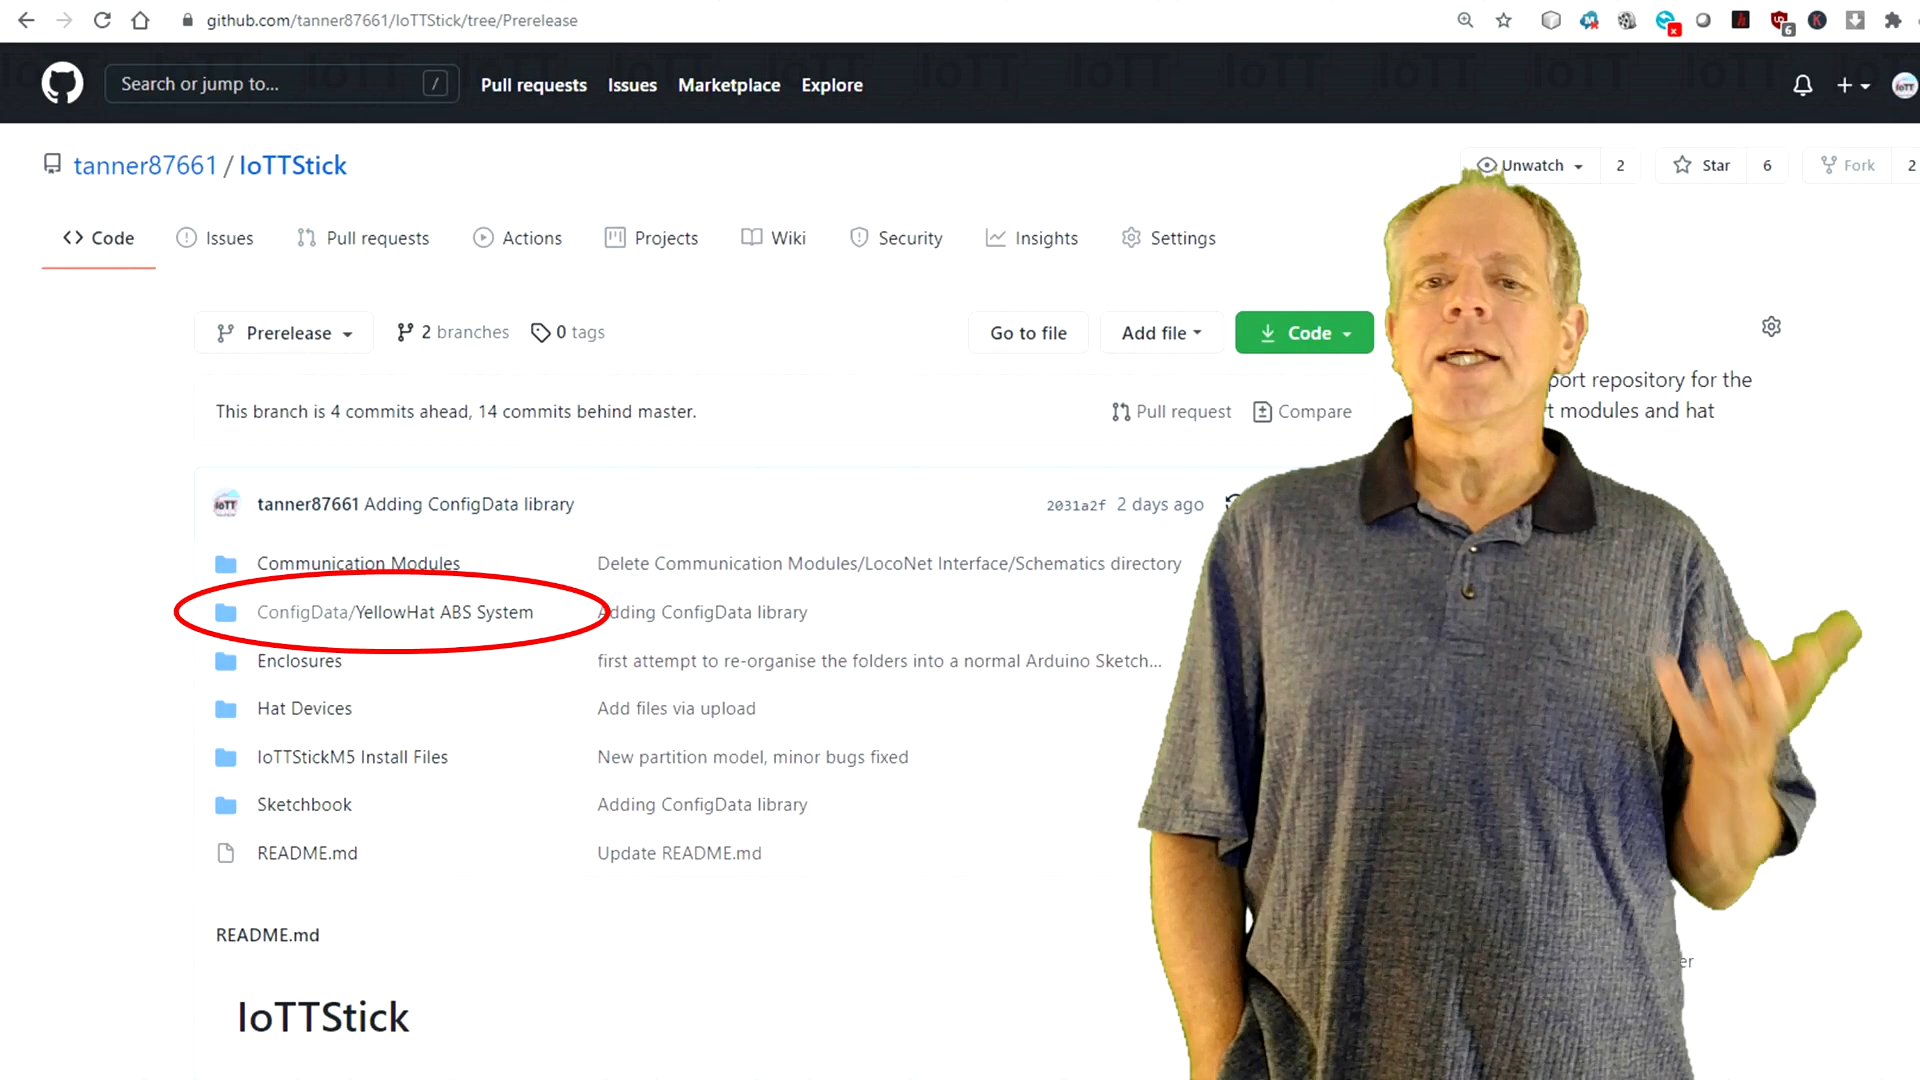 github.com/tanner87661/IoTTStick/tree/Prerelease
6
Search or jump to... / Pull requests Issues Marketplace Explore
IoTT
tanner87661 / IoTTStick Unwatch 2 Star 6 Fork 2
Code Issues Pull requests Actions Projects Wiki Security Insights Settings
Prerelease 2 branches 0 tags Go to file Add file Code
port repository for the
t modules and hat
This branch is 4 commits ahead, 14 commits behind master. Pull request Compare
IoTT tanner87661 Adding ConfigData library 2031a2f 2 days ago
Communication Modules Delete Communication Modules/LocoNet Interface/Schematics directory
ConfigData/YellowHat ABS System Adding ConfigData library
Enclosures first attempt to re-organise the folders into a normal Arduino Sketch...
Hat Devices Add files via upload
IoTTStickM5 Install Files New partition model, minor bugs fixed
Sketchbook Adding ConfigData library
README.md Update README.md
README.md
er
IoTTStick